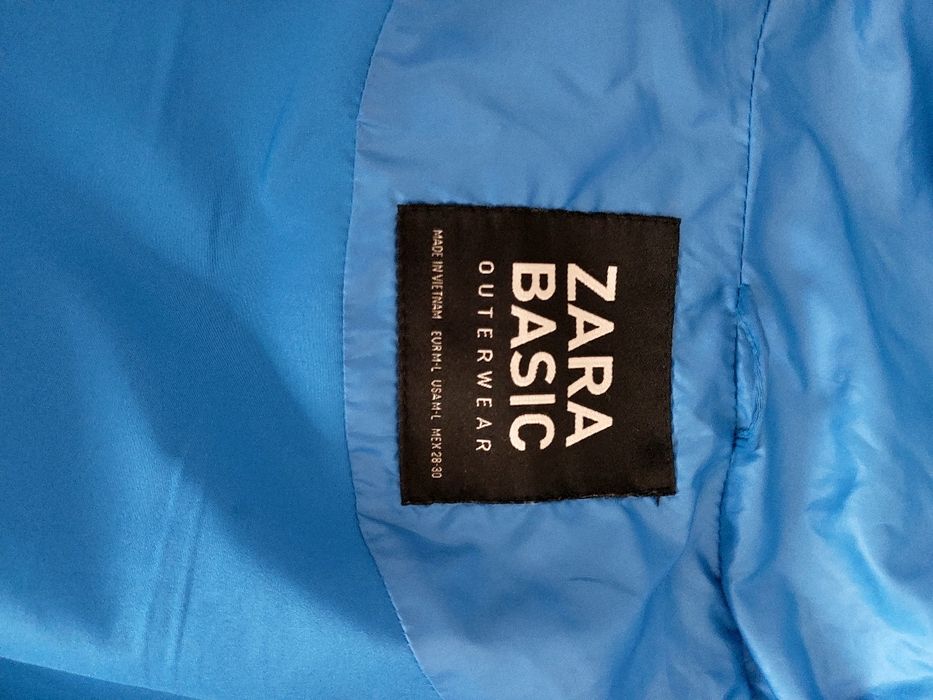 ZARA
BASIC
OUTERWEAR
MADE IN VIETNAM EUR M-L USA M-L MEX 28-30